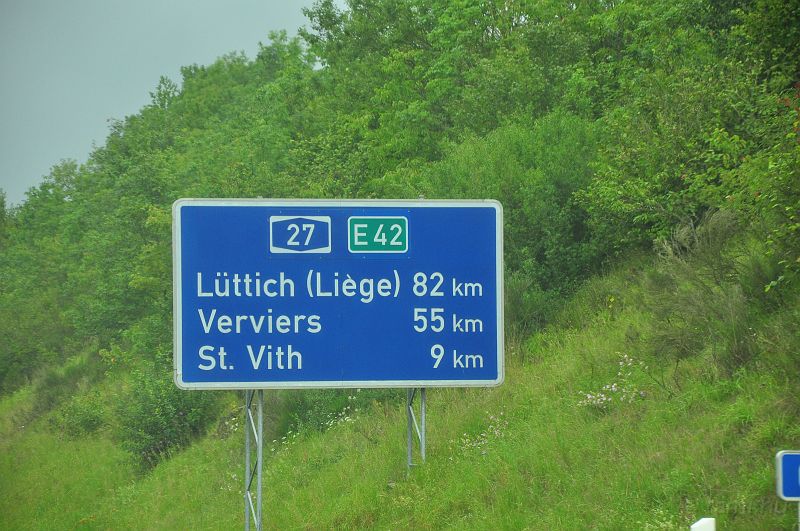 27 E 42
Lüttich (Liège) 82 km
Verviers 55 km
St. Vith 9 km